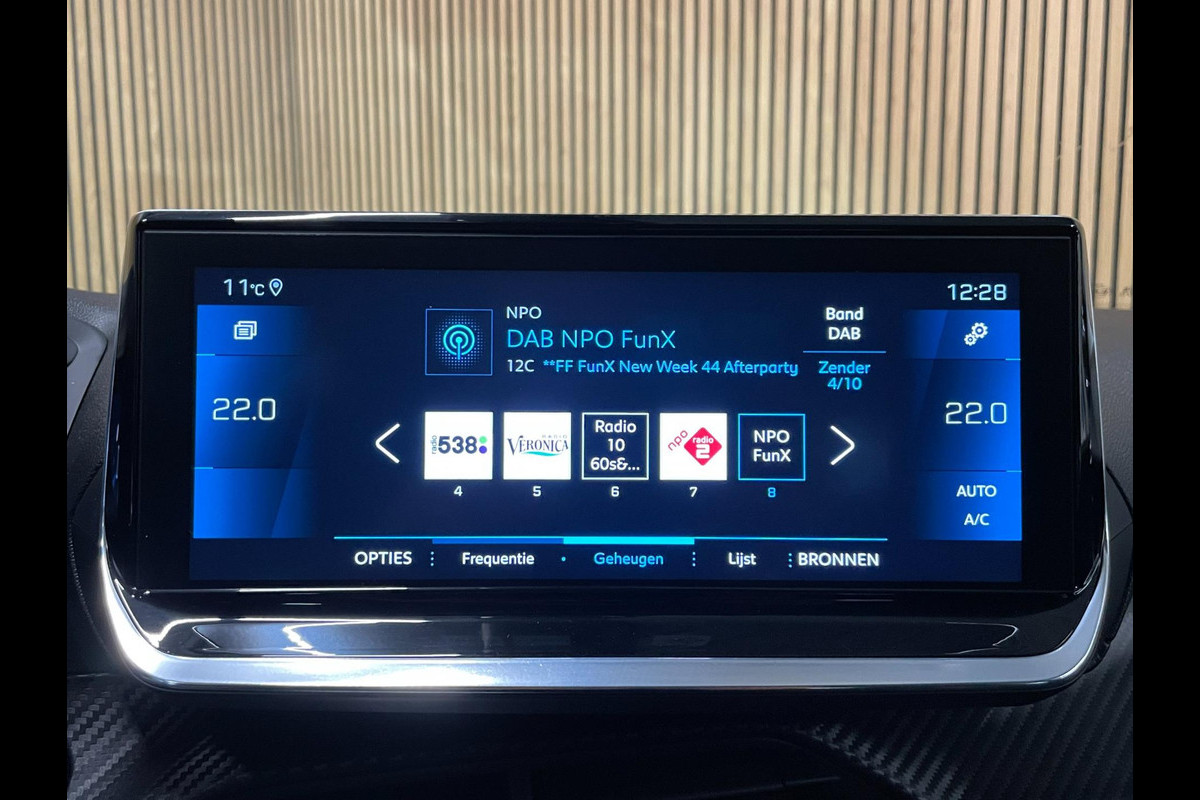 11°C
12:28
NPO
DAB NPO FunX
12C **FF FunX New Week 44 Afterparty
Band
DAB
Zender
4/10
22.0
22.0
radio 538
RADIO
VERONICA
Radio
10
60s&...
npo radio 2
NPO
FunX
4
5
6
7
8
AUTO
A/C
OPTIES
Frequentie
Geheugen
Lijst
BRONNEN